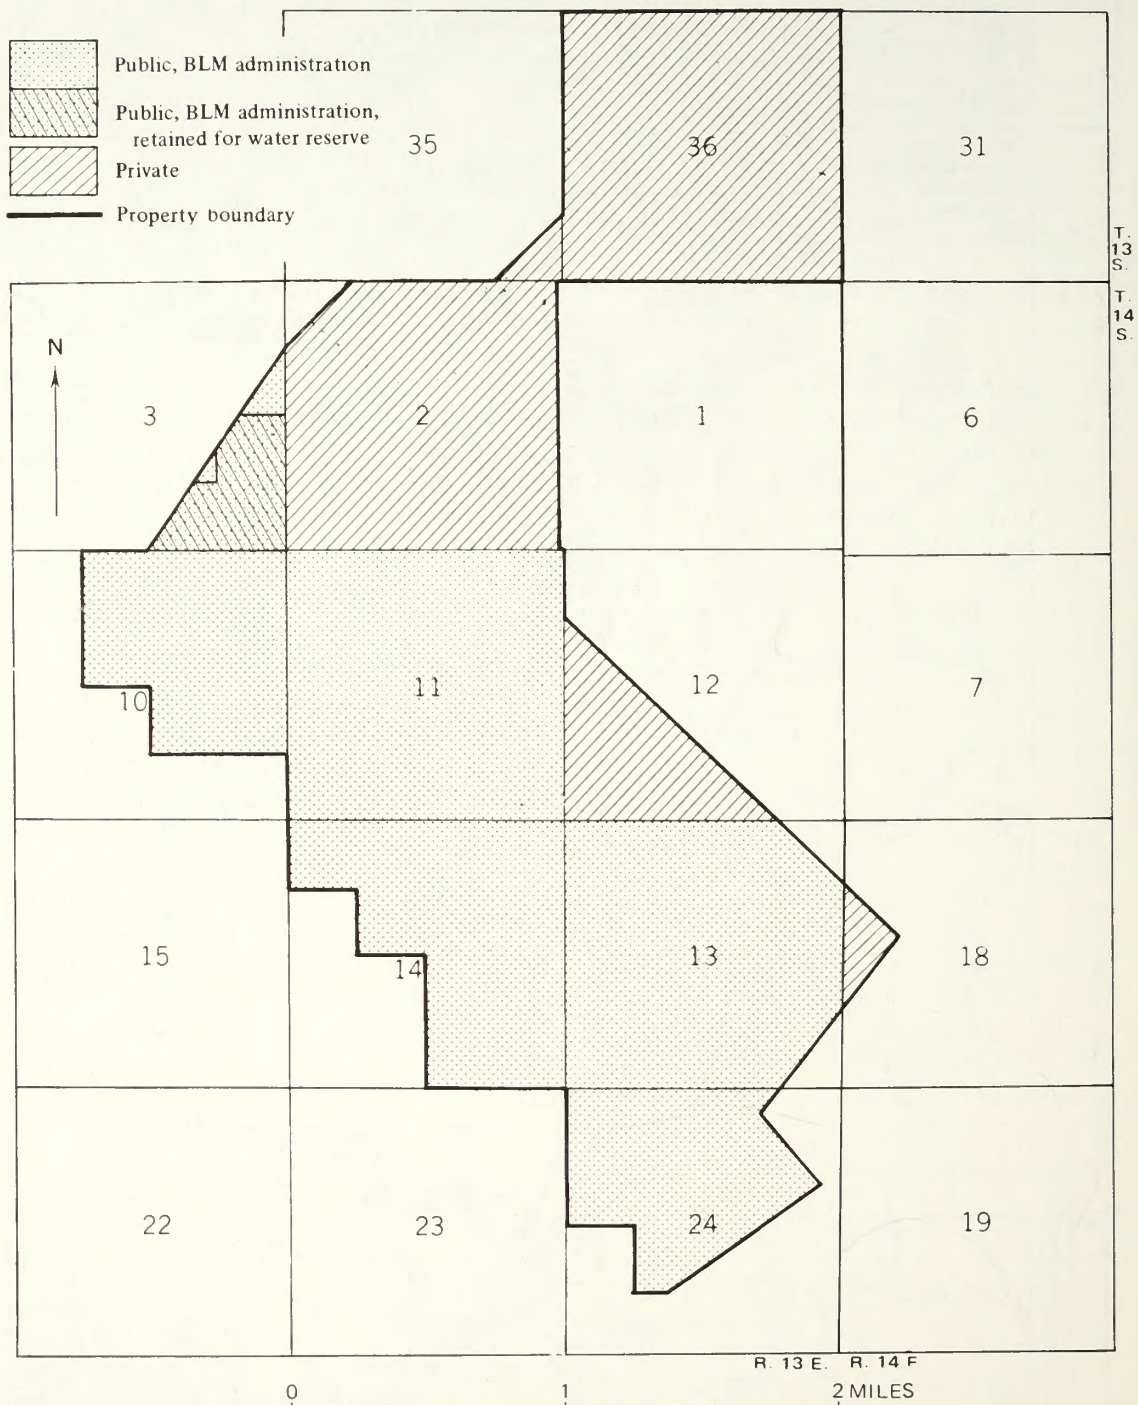 Public, BLM administration
Public, BLM administration,
retained for water reserve
Private
Property boundary
35
36
31
T.
13
S.
T.
14
S.
N
3
2
1
6
10
11
12
7
15
14
13
18
22
23
24
19
R. 13 E. R. 14 E
0 1 2 MILES